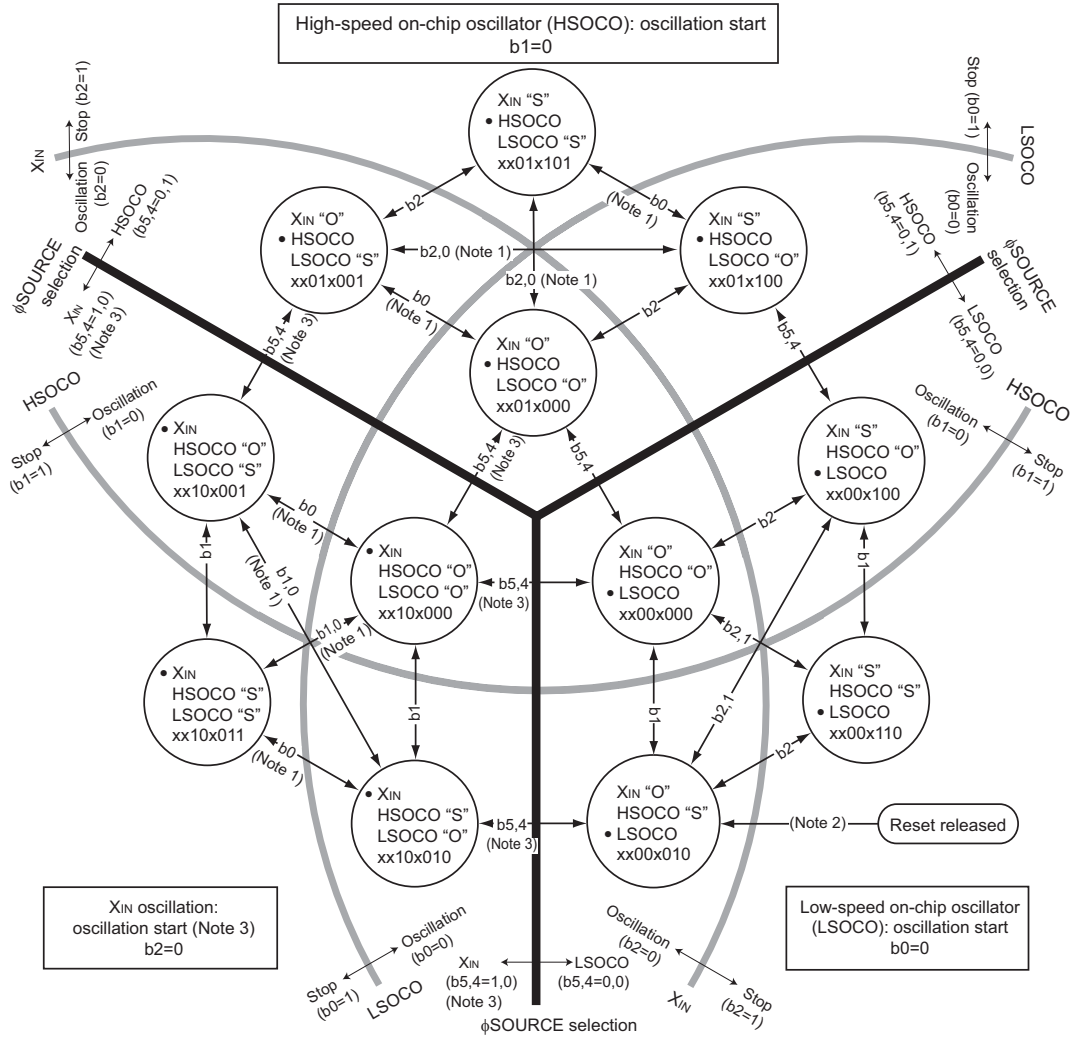 High-speed on-chip oscillator (HSOCO): oscillation start
b1=0
XIN
Stop (b2=1)
Oscillation
(b2=0)
Stop (b0=1)
Oscillation
(b0=0)
LSOCO
XIN “S”
• HSOCO
LSOCO “S”
xx01x101
b2
b0
(Note 1)
XIN “O”
• HSOCO
LSOCO “S”
xx01x001
b2,0 (Note 1)
b2,0 (Note 1)
XIN “S”
• HSOCO
LSOCO “O”
xx01x100
ϕSOURCE
selection
HSOCO
(b5,4=0,1)
XIN
(b5,4=1,0)
(Note 3)
HSOCO
(b5,4=0,1)
LSOCO
(b5,4=0,0)
ϕSOURCE
selection
b0
(Note 1)
b2
b5,4
(Note 3)
XIN “O”
• HSOCO
LSOCO “O”
xx01x000
b5,4
HSOCO
Oscillation
(b1=0)
Stop
(b1=1)
HSOCO
Oscillation
(b1=0)
Stop
(b1=1)
• XIN
HSOCO “O”
LSOCO “S”
xx10x001
b5,4
(Note 3)
b5,4
XIN “S”
HSOCO “O”
• LSOCO
xx00x100
b0
(Note 1)
b2
b1
b1,0
(Note 1)
• XIN
HSOCO “O”
LSOCO “O”
xx10x000
b5,4
(Note 3)
XIN “O”
HSOCO “O”
• LSOCO
xx00x000
b1
b1,0
(Note 1)
b2,1
• XIN
HSOCO “S”
LSOCO “S”
xx10x011
b1
b1
b2,1
XIN “S”
HSOCO “S”
• LSOCO
xx00x110
b0
(Note 1)
b2
• XIN
HSOCO “S”
LSOCO “O”
xx10x010
b5,4
(Note 3)
XIN “O”
HSOCO “S”
• LSOCO
xx00x010
(Note 2)
Reset released
XIN oscillation:
oscillation start (Note 3)
b2=0
Low-speed on-chip oscillator
(LSOCO): oscillation start
b0=0
Oscillation
(b0=0)
Stop
(b0=1)
LSOCO
XIN
(b5,4=1,0)
(Note 3)
LSOCO
(b5,4=0,0)
Oscillation
(b2=0)
Stop
(b2=1)
XIN
ϕSOURCE selection